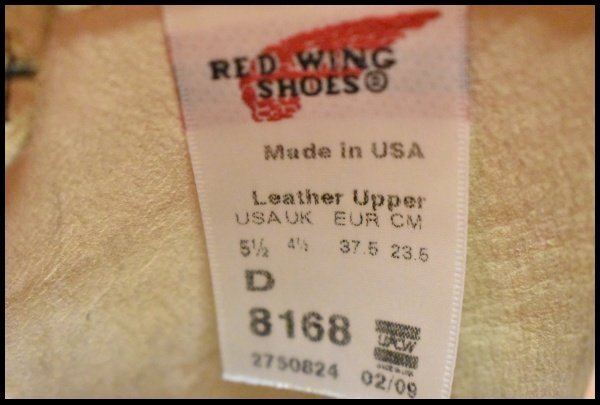 RED WING
SHOES®
Made in USA
Leather Upper
USA UK EUR CM
5½ 4½ 37.5 23.5
D
8168
UFCW
2750824 02/09